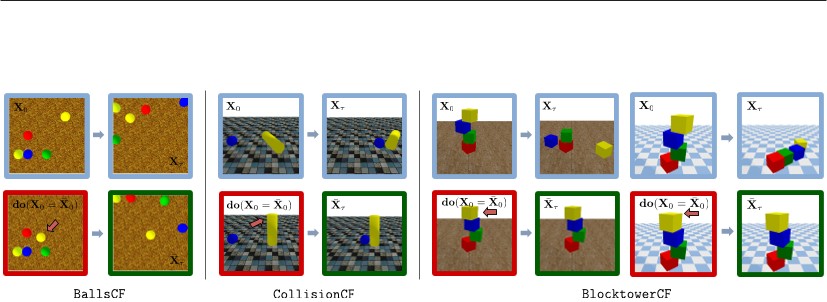 X₀
X₀
Xτ
X₀
Xτ
X₀
Xτ
Xτ
do(X₀ = X̄₀)
do(X₀ = X̄₀)
X̄τ
do(X₀ = X̄₀)
X̄τ
do(X₀ = X̄₀)
X̄τ
X̄τ
BallsCF
CollisionCF
BlocktowerCF